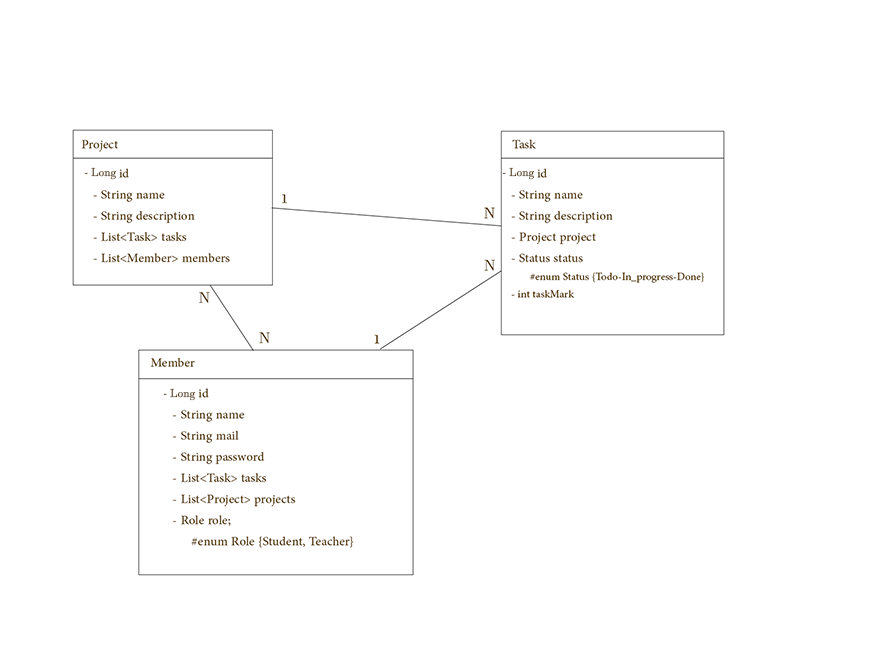 Project
- Long id
- String name
- String description
- List<Task> tasks
- List<Member> members
1
N
Task
- Long id
- String name
- String description
- Project project
- Status status
#enum Status {Todo-In_progress-Done}
- int taskMark
N
1
N
N
Member
- Long id
- String name
- String mail
- String password
- List<Task> tasks
- List<Project> projects
- Role role;
#enum Role {Student, Teacher}